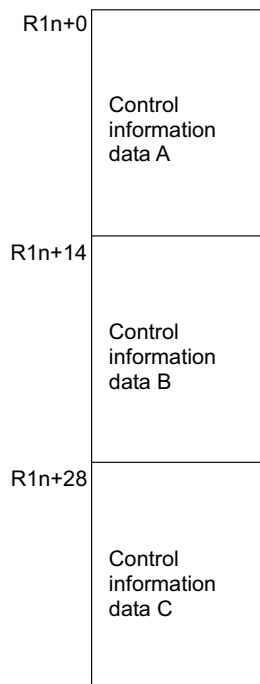 R1n+0
Control
information
data A
R1n+14
Control
information
data B
R1n+28
Control
information
data C